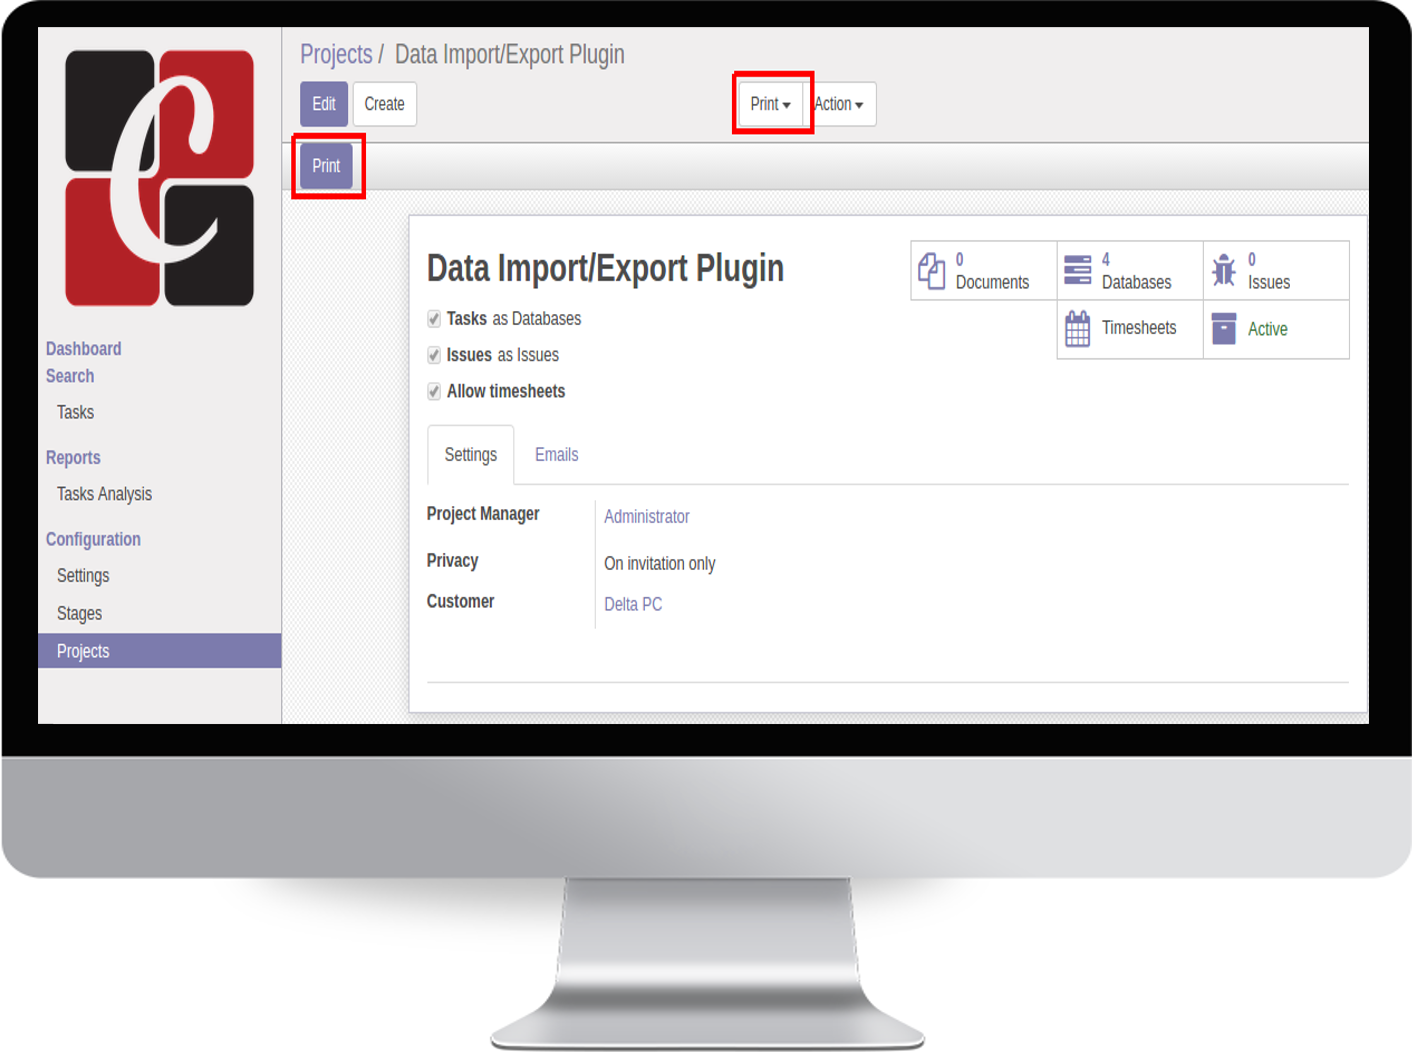 C
Dashboard
Search
Tasks
Reports
Tasks Analysis
Configuration
Settings
Stages
Projects
Projects / Data Import/Export Plugin
Edit Create Print Action
Print
Data Import/Export Plugin
0 Documents
4 Databases
0 Issues
Timesheets
Active
Tasks as Databases
Issues as Issues
Allow timesheets
Settings Emails
Project Manager Administrator
Privacy On invitation only
Customer Delta PC